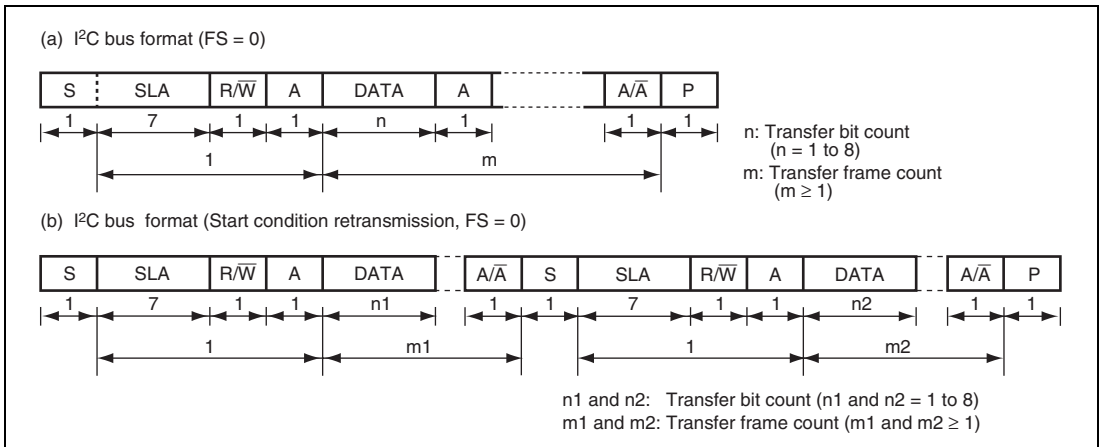 (a) I²C bus format (FS = 0)
S SLA R/W̅ A DATA A A/A̅ P
1 7 1 1 n 1 1 1
1 m
n: Transfer bit count
(n = 1 to 8)
m: Transfer frame count
(m ≥ 1)
(b) I²C bus format (Start condition retransmission, FS = 0)
S SLA R/W̅ A DATA A/A̅ S SLA R/W̅ A DATA A/A̅ P
1 7 1 1 n1 1 1 7 1 1 n2 1 1
1 m1 1 m2
n1 and n2: Transfer bit count (n1 and n2 = 1 to 8)
m1 and m2: Transfer frame count (m1 and m2 ≥ 1)